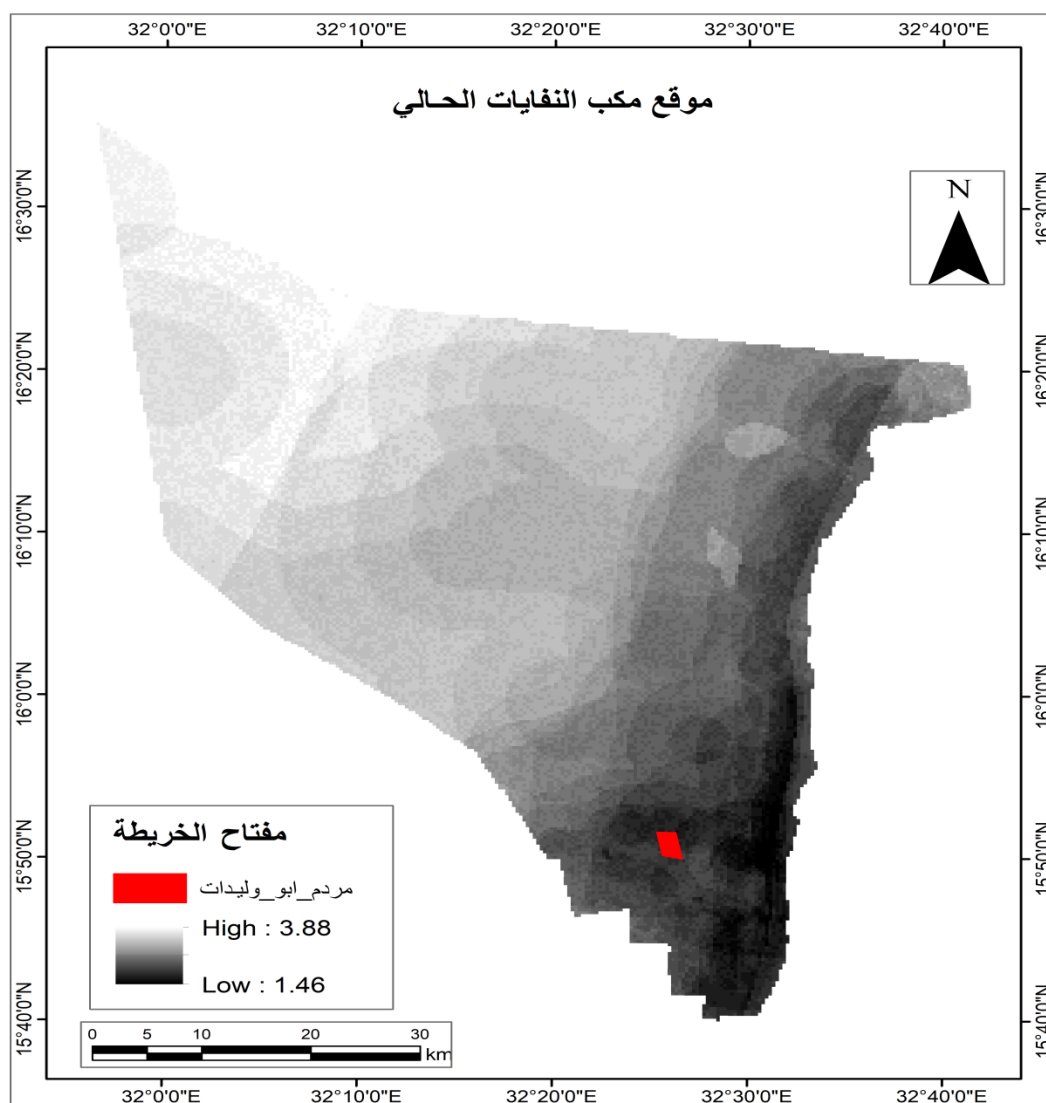 32°0'0"E 32°10'0"E 32°20'0"E 32°30'0"E 32°40'0"E
موقع مكب النفايات الحالي
N
16°30'0"N 16°30'0"N
16°20'0"N 16°20'0"N
16°10'0"N 16°10'0"N
16°0'0"N 16°0'0"N
15°50'0"N 15°50'0"N
15°40'0"N 15°40'0"N
مفتاح الخريطة
مردم_ابو_وليدات
High : 3.88
Low : 1.46
0 5 10 20 30
km
32°0'0"E 32°10'0"E 32°20'0"E 32°30'0"E 32°40'0"E